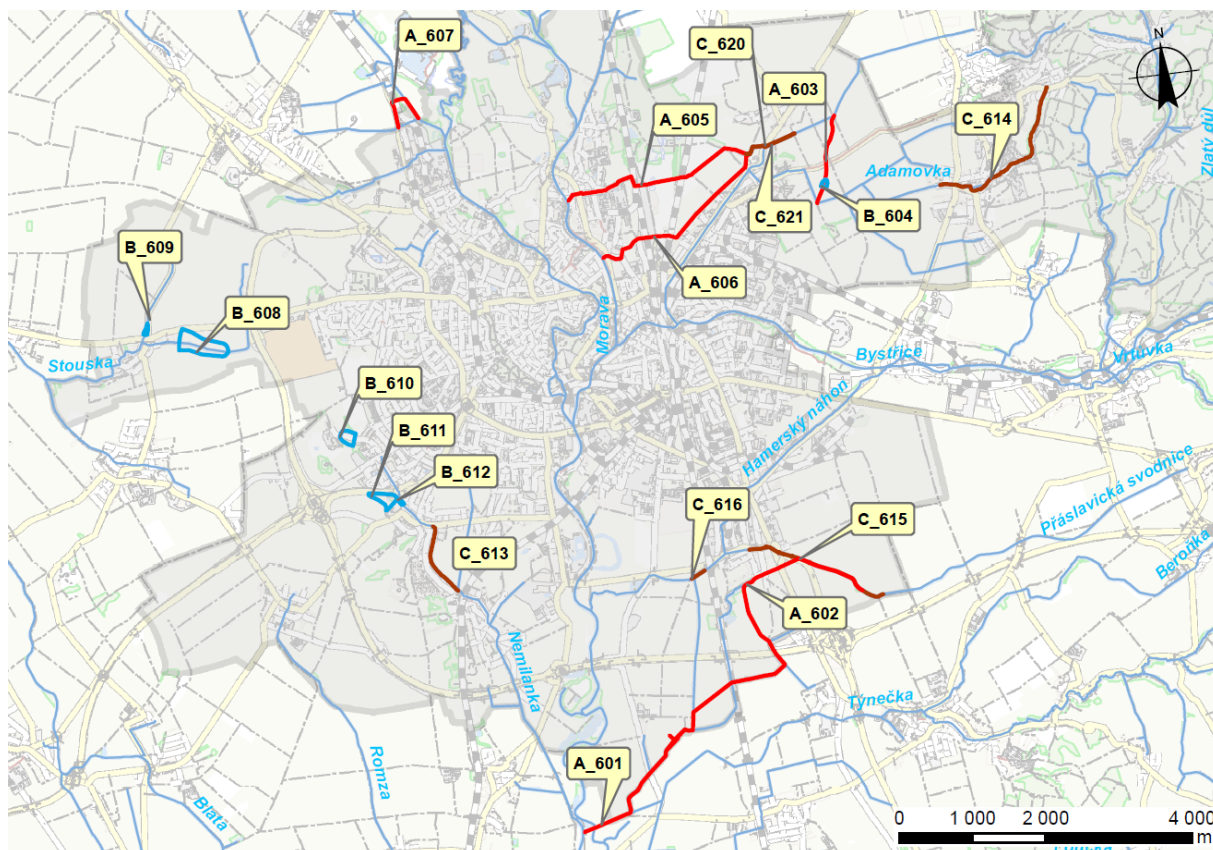 A_607
C_620
N
A_603
A_605
C_614
Zlatý důl
Adamovka
B_604
C_621
B_609
A_606
B_608
Morava
Stouska
Bystřice
Vrtůvka
B_610
Hamerský náhon
B_611
B_612
C_616
C_615
Přáslavická svodnice
C_613
Beroňka
A_602
Nemilanka
Týnečka
A_601
Romza
Blata
0 1 000 2 000 4 000
m